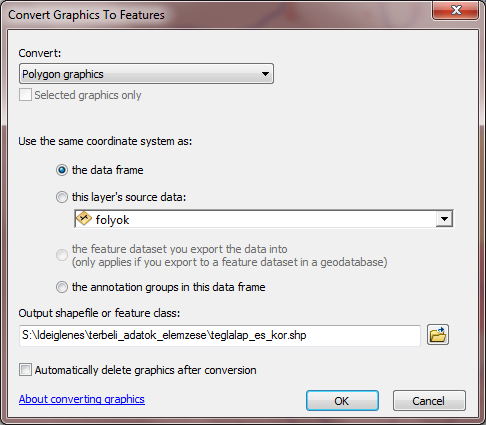 Convert Graphics To Features
Convert:
Polygon graphics
Selected graphics only
Use the same coordinate system as:
the data frame
this layer's source data:
folyok
the feature dataset you export the data into
(only applies if you export to a feature dataset in a geodatabase)
the annotation groups in this data frame
Output shapefile or feature class:
S:\Ideiglenes\terbeli_adatok_elemzese\teglalap_es_kor.shp
Automatically delete graphics after conversion
About converting graphics
OK
Cancel